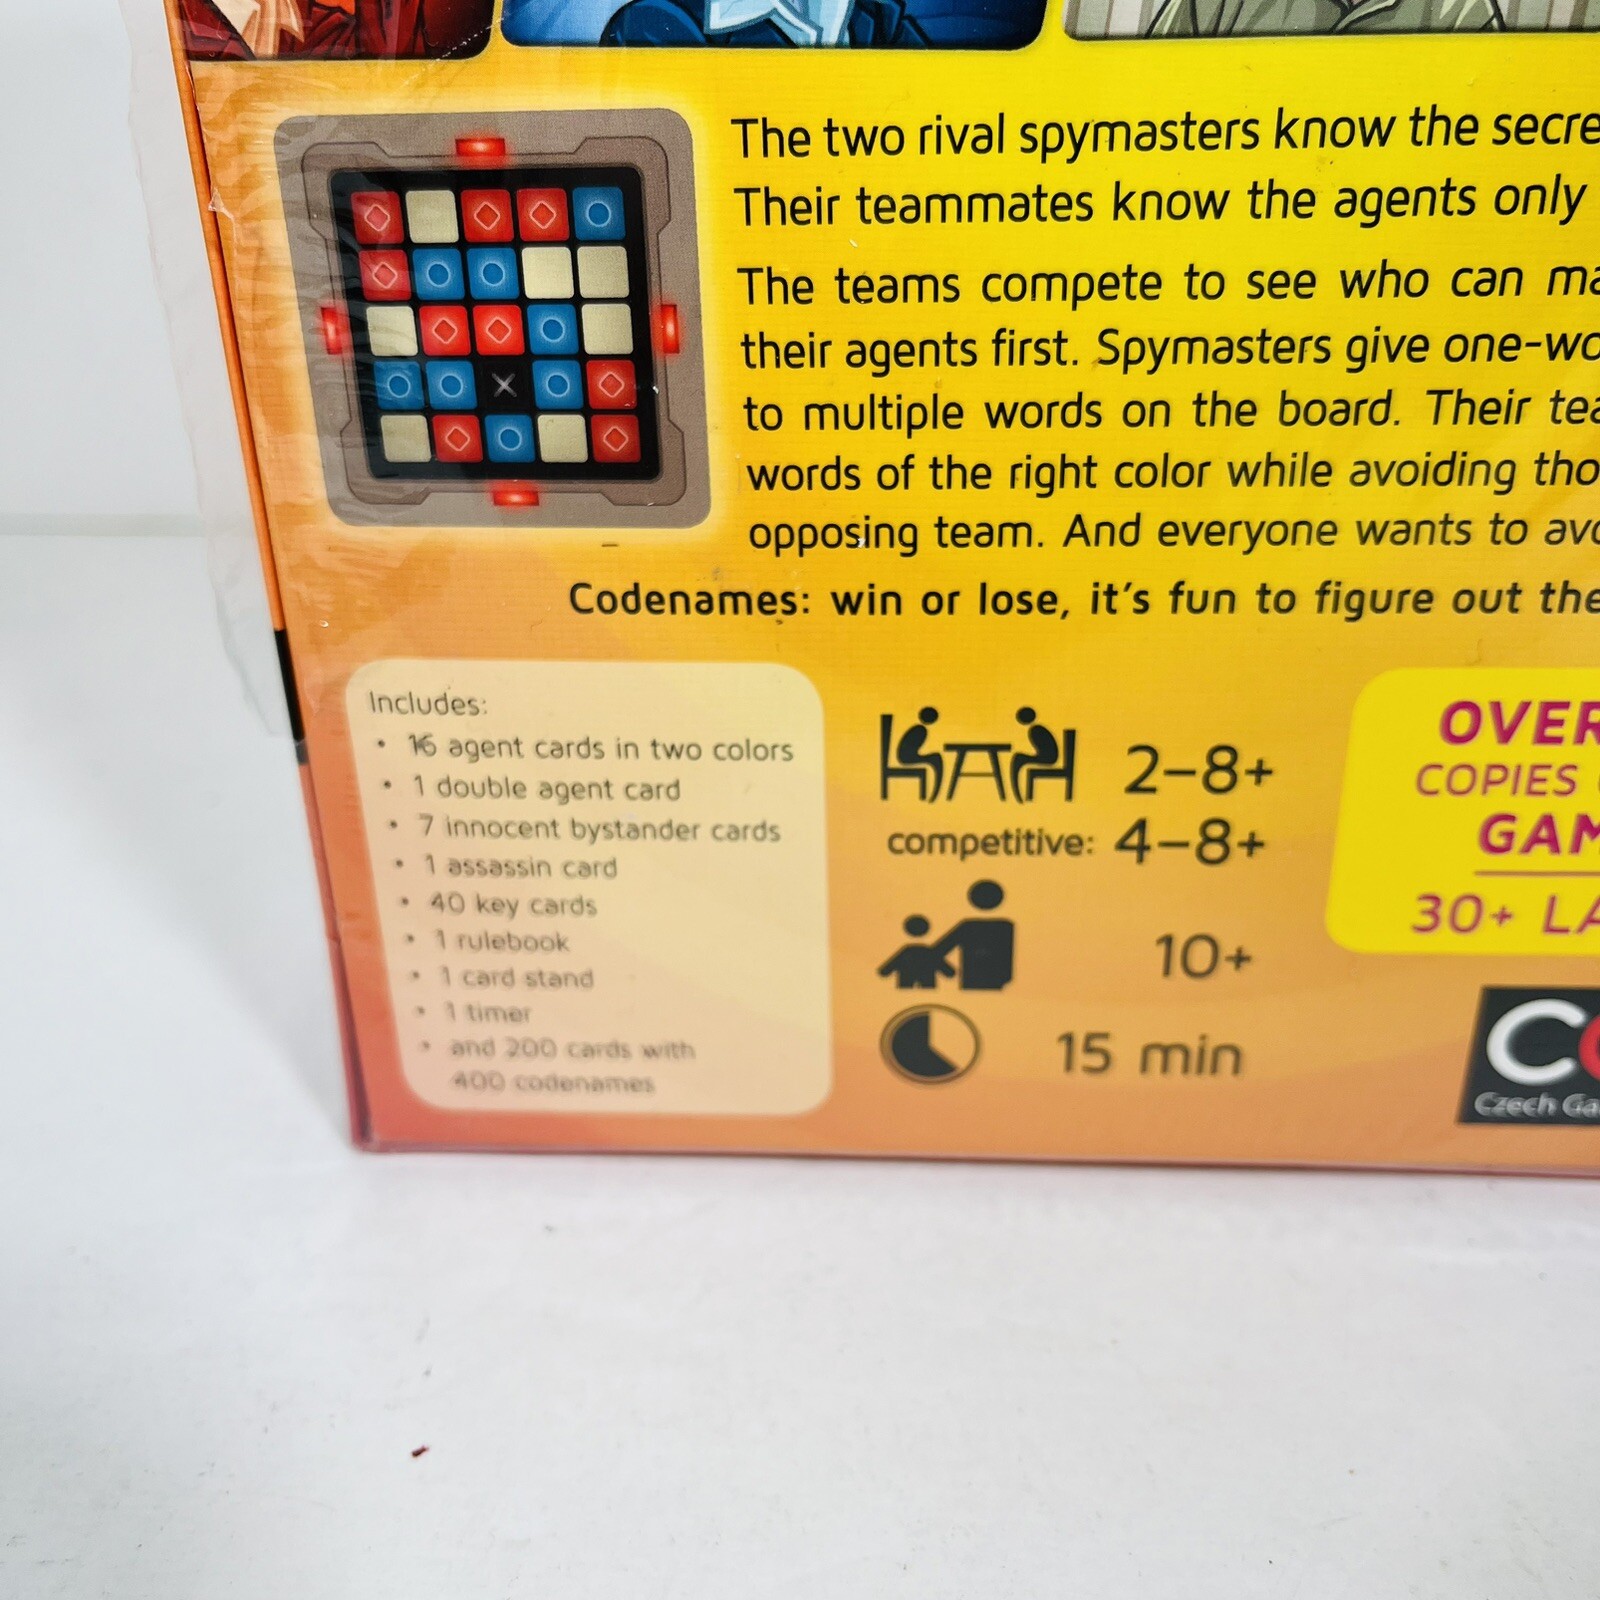 The two rival spymasters know the secre
Their teammates know the agents only
The teams compete to see who can ma
their agents first. Spymasters give one-wo
to multiple words on the board. Their tea
words of the right color while avoiding tho
opposing team. And everyone wants to avo
Codenames: win or lose, it's fun to figure out the
Includes:
• 16 agent cards in two colors
• 1 double agent card
• 7 innocent bystander cards
• 1 assassin card
• 40 key cards
• 1 rulebook
• 1 card stand
• 1 timer
• and 200 cards with
400 codenames
2–8+
competitive: 4–8+
10+
15 min
OVER
COPIES
GAM
30+ LA
Czech Ga